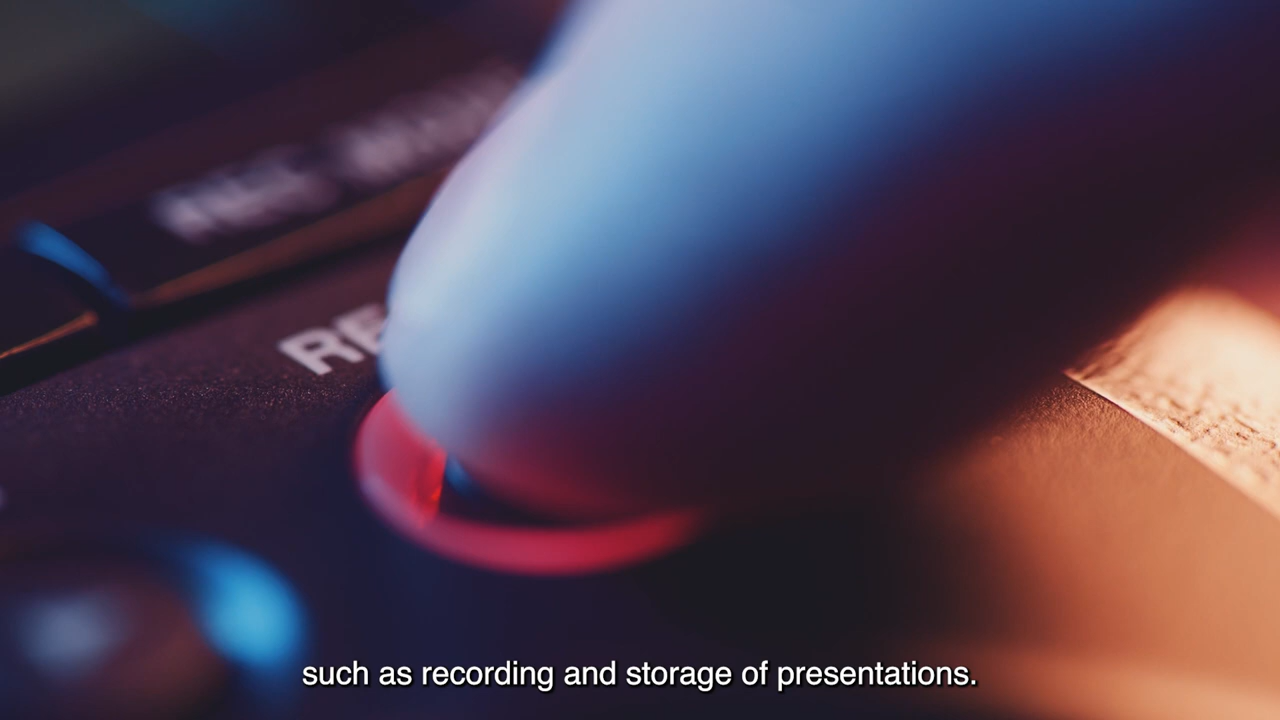 RE
such as recording and storage of presentations.